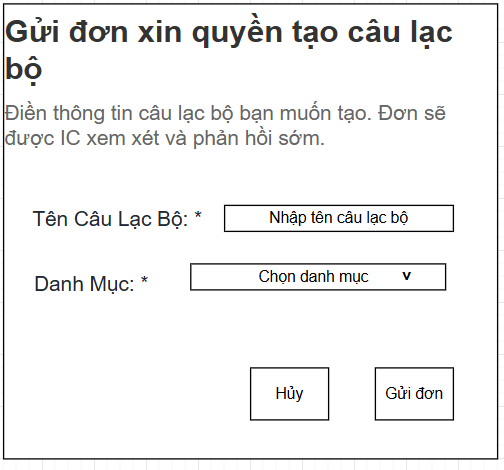 Gửi đơn xin quyền tạo câu lạc
bộ
Điền thông tin câu lạc bộ bạn muốn tạo. Đơn sẽ
được IC xem xét và phản hồi sớm.
Tên Câu Lạc Bộ: * Nhập tên câu lạc bộ
Danh Mục: * Chọn danh mục v
Hủy Gửi đơn